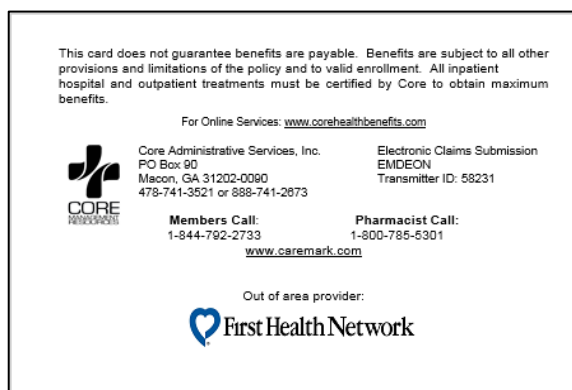 This card does not guarantee benefits are payable. Benefits are subject to all other
provisions and limitations of the policy and to valid enrollment. All inpatient
hospital and outpatient treatments must be certified by Core to obtain maximum
benefits.
For Online Services: www.corehealthbenefits.com
CORE
MANAGEMENT
RESOURCES
Core Administrative Services, Inc.
PO Box 90
Macon, GA 31202-0090
478-741-3521 or 888-741-2673
Electronic Claims Submission
EMDEON
Transmitter ID: 58231
Members Call:
1-844-792-2733
Pharmacist Call:
1-800-785-5301
www.caremark.com
Out of area provider:
First Health Network